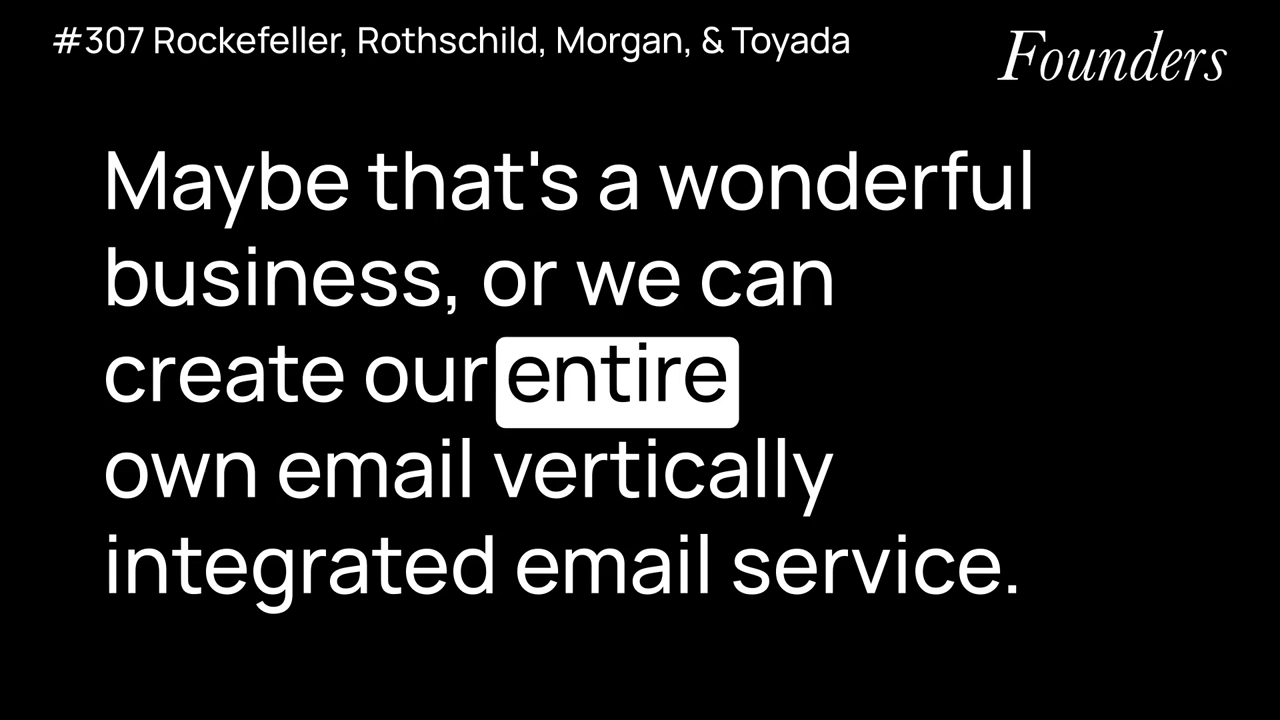 #307 Rockefeller, Rothschild, Morgan, & Toyada
Founders
Maybe that's a wonderful
business, or we can
create our entire
own email vertically
integrated email service.